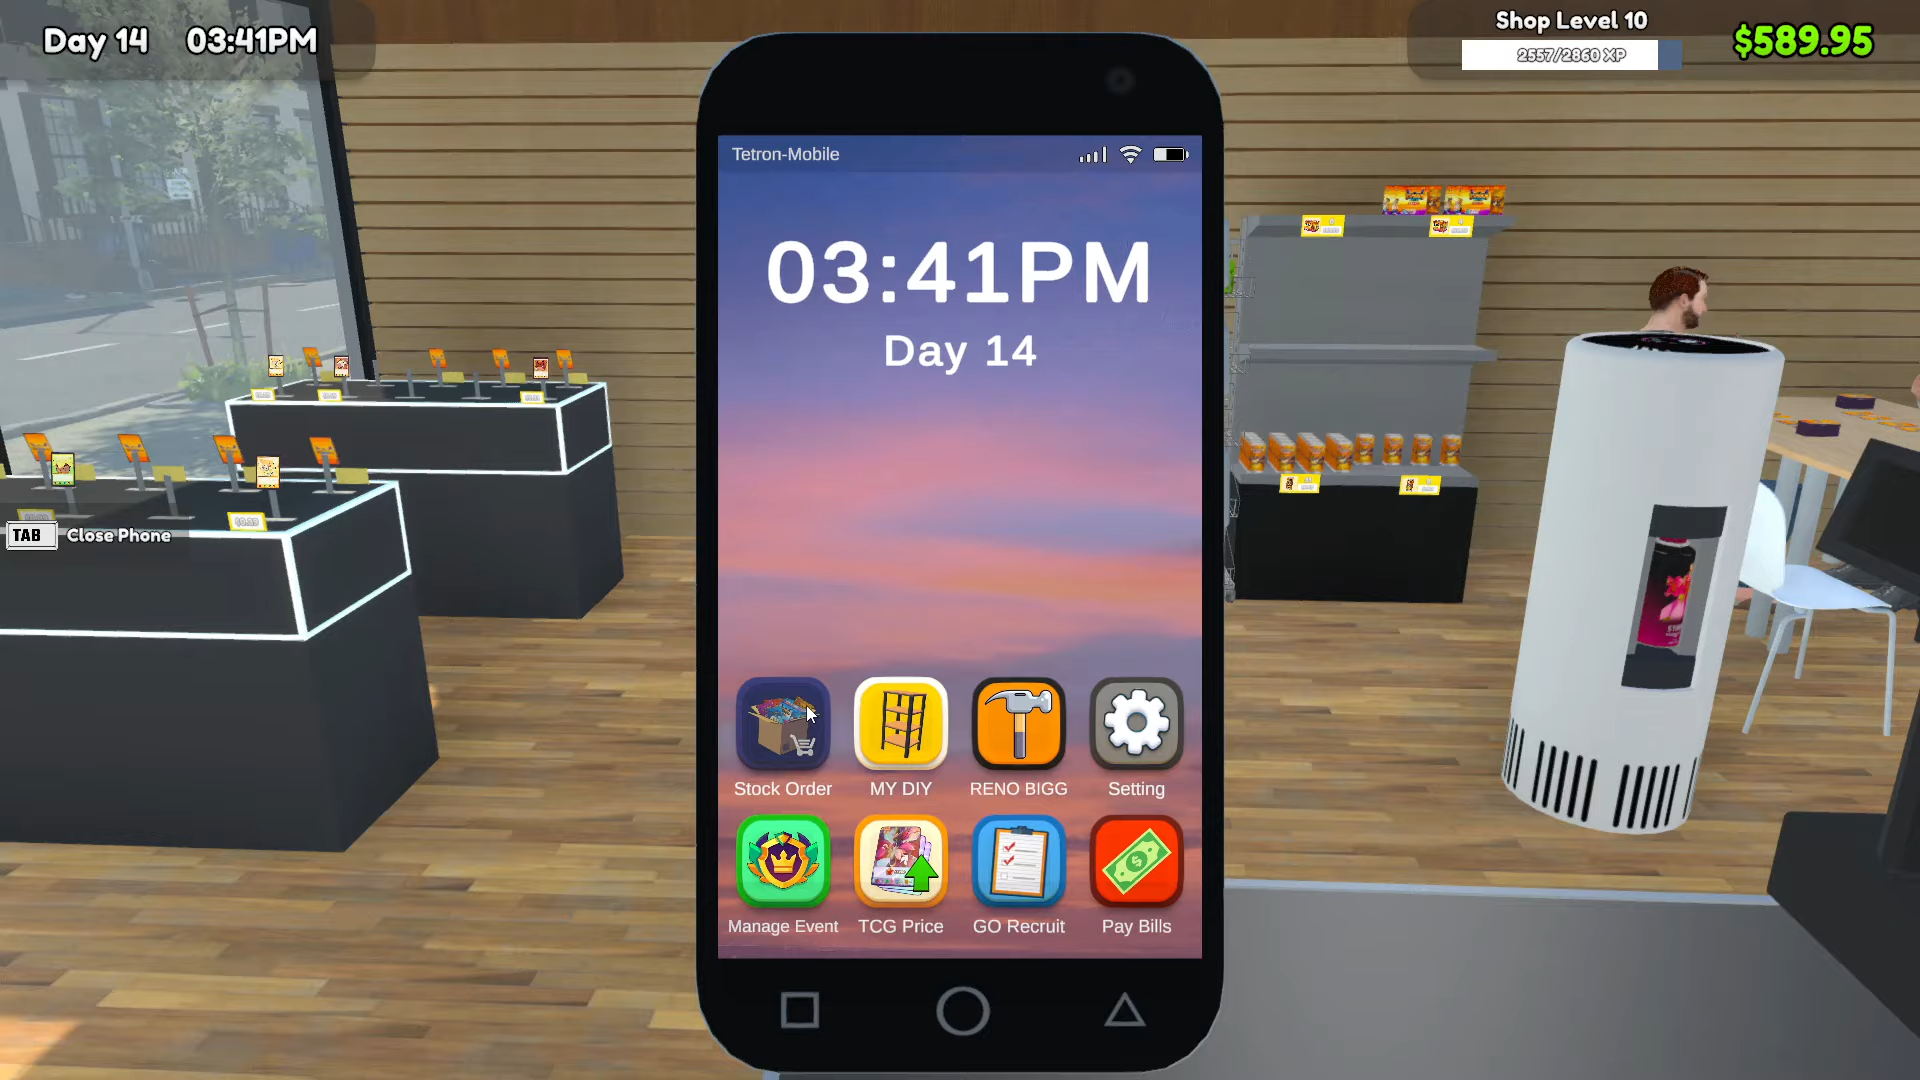 Day 14 03:41PM
Shop Level 10
2557/2860 XP
$589.95
Tetron-Mobile
03:41PM
Day 14
TAB Close Phone
Stock Order MY DIY RENO BIGG Setting
Manage Event TCG Price GO Recruit Pay Bills